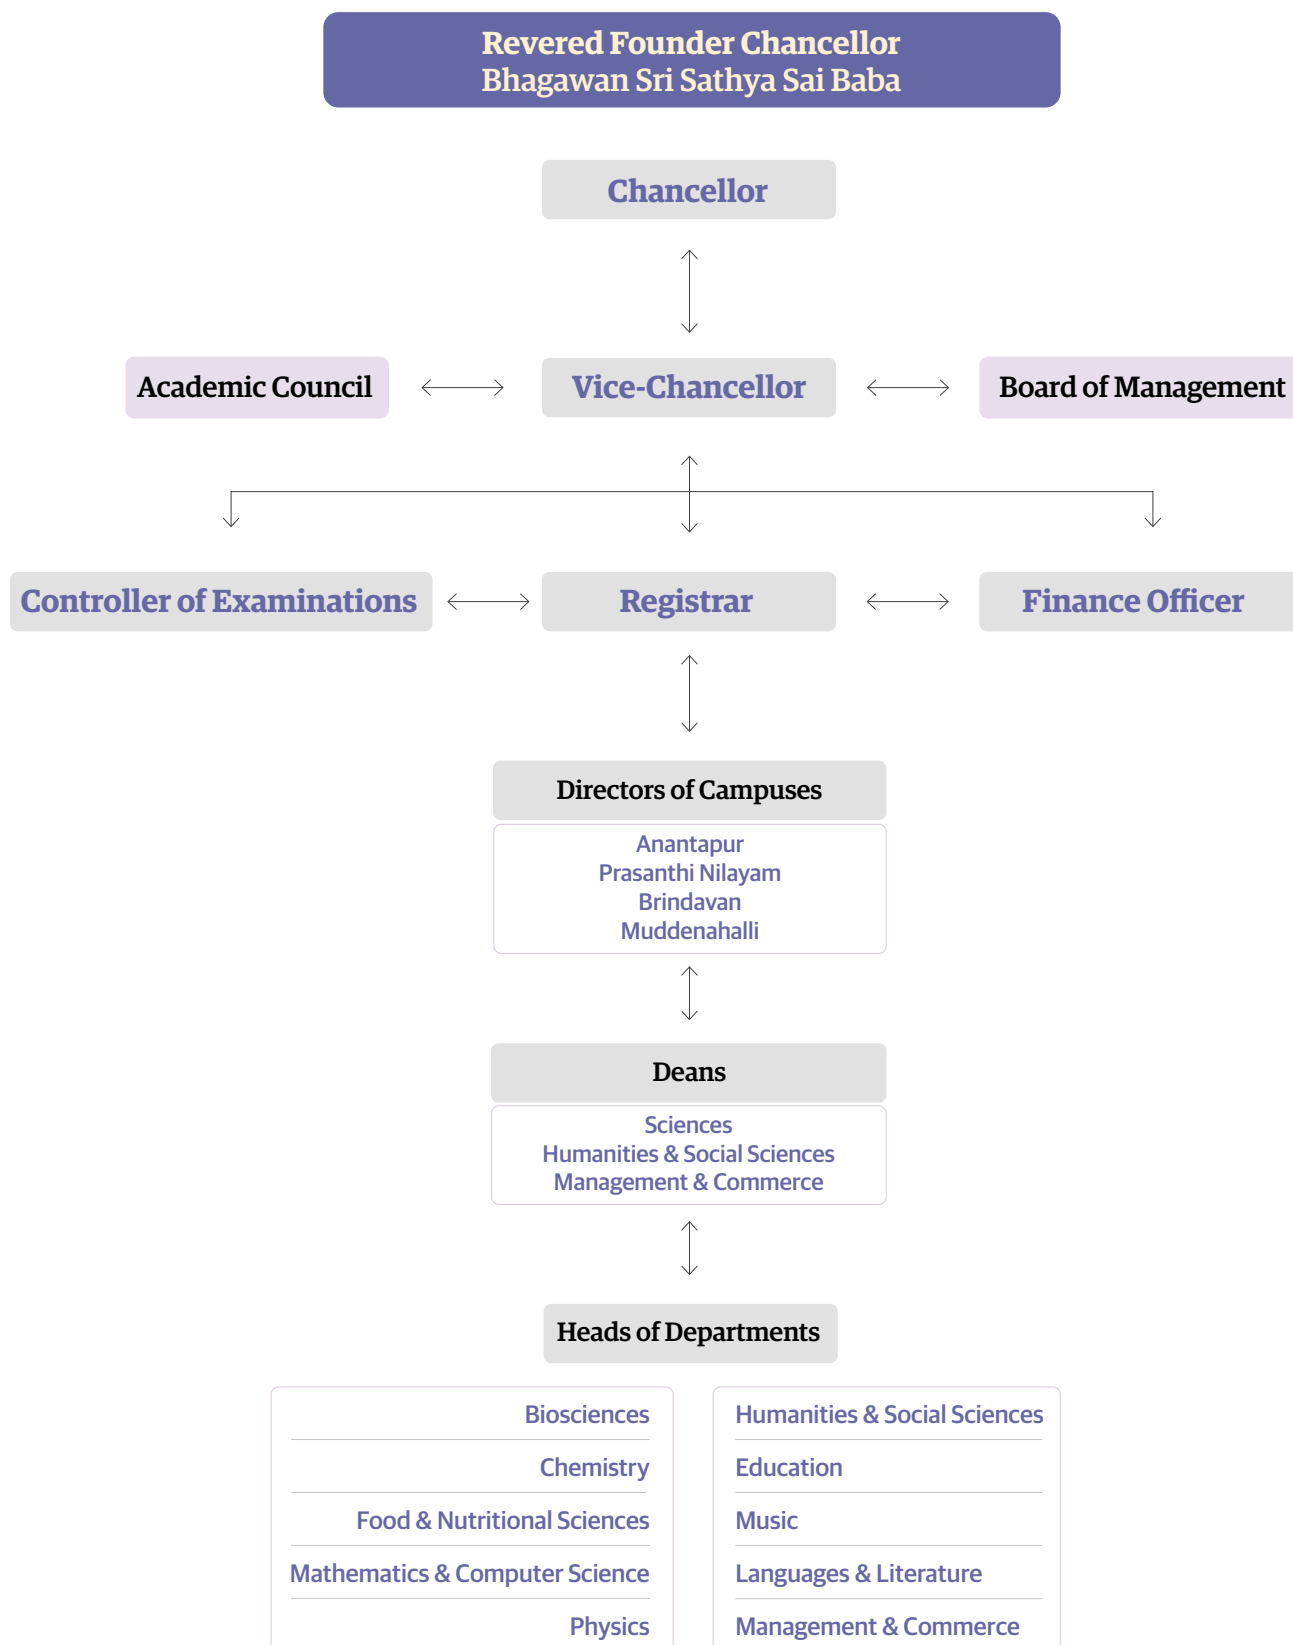 Revered Founder Chancellor
Bhagawan Sri Sathya Sai Baba
Chancellor
Academic Council
Vice-Chancellor
Board of Management
Controller of Examinations
Registrar
Finance Officer
Directors of Campuses
Anantapur
Prasanthi Nilayam
Brindavan
Muddenahalli
Deans
Sciences
Humanities & Social Sciences
Management & Commerce
Heads of Departments
Biosciences
Chemistry
Food & Nutritional Sciences
Mathematics & Computer Science
Physics
Humanities & Social Sciences
Education
Music
Languages & Literature
Management & Commerce